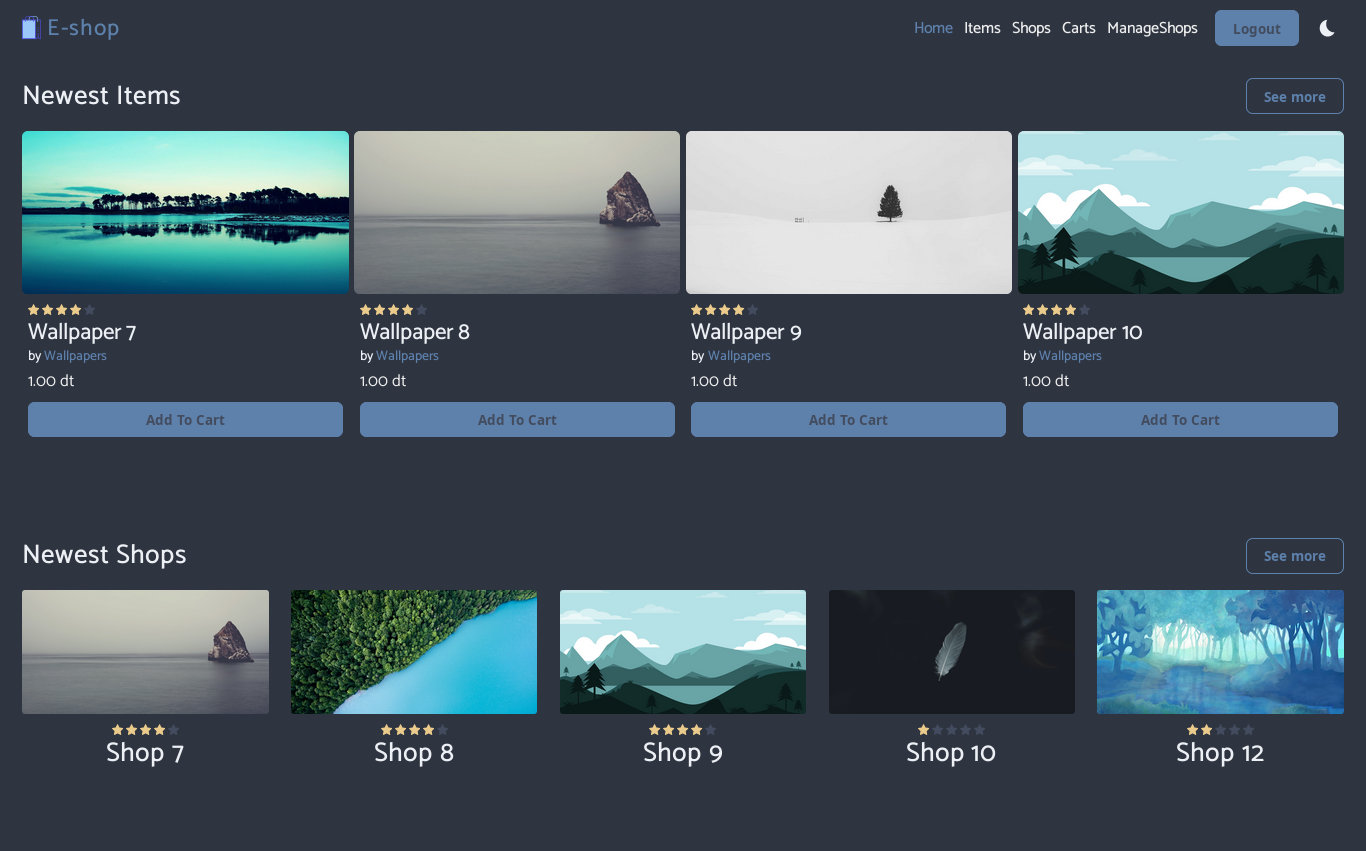 E-shop
Home Items Shops Carts ManageShops Logout
Newest Items
See more
Wallpaper 7
by Wallpapers
1.00 dt
Add To Cart
Wallpaper 8
by Wallpapers
1.00 dt
Add To Cart
Wallpaper 9
by Wallpapers
1.00 dt
Add To Cart
Wallpaper 10
by Wallpapers
1.00 dt
Add To Cart
Newest Shops
See more
Shop 7
Shop 8
Shop 9
Shop 10
Shop 12